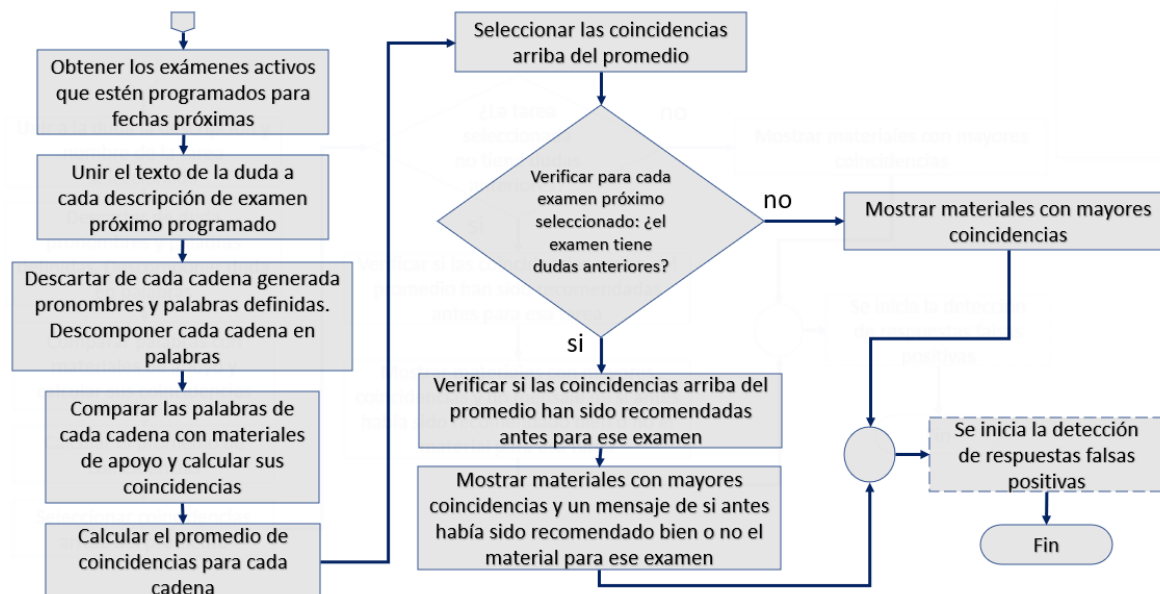 Obtener los exámenes activos
que estén programados para
fechas próximas
Unir el texto de la duda a
cada descripción de examen
próximo programado
Descartar de cada cadena generada
pronombres y palabras definidas.
Descomponer cada cadena en
palabras
Comparar las palabras de
cada cadena con materiales
de apoyo y calcular sus
coincidencias
Calcular el promedio de
coincidencias para cada
cadena
Seleccionar las coincidencias
arriba del promedio
Verificar para cada
examen próximo
seleccionado: ¿el
examen tiene
dudas anteriores?
no
Mostrar materiales con mayores
coincidencias
si
Verificar si las coincidencias arriba del
promedio han sido recomendadas
antes para ese examen
Mostrar materiales con mayores
coincidencias y un mensaje de si antes
había sido recomendado bien o no el
material para ese examen
Se inicia la detección
de respuestas falsas
positivas
Fin